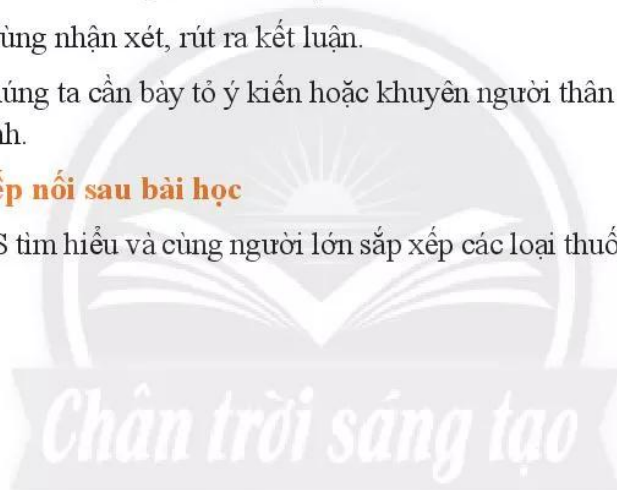 ùng nhận xét, rút ra kết luận.
úng ta cần bày tỏ ý kiến hoặc khuyên người thân
nh.
ếp nối sau bài học
S tìm hiểu và cùng người lớn sắp xếp các loại thuố
Chân trời sáng tạo